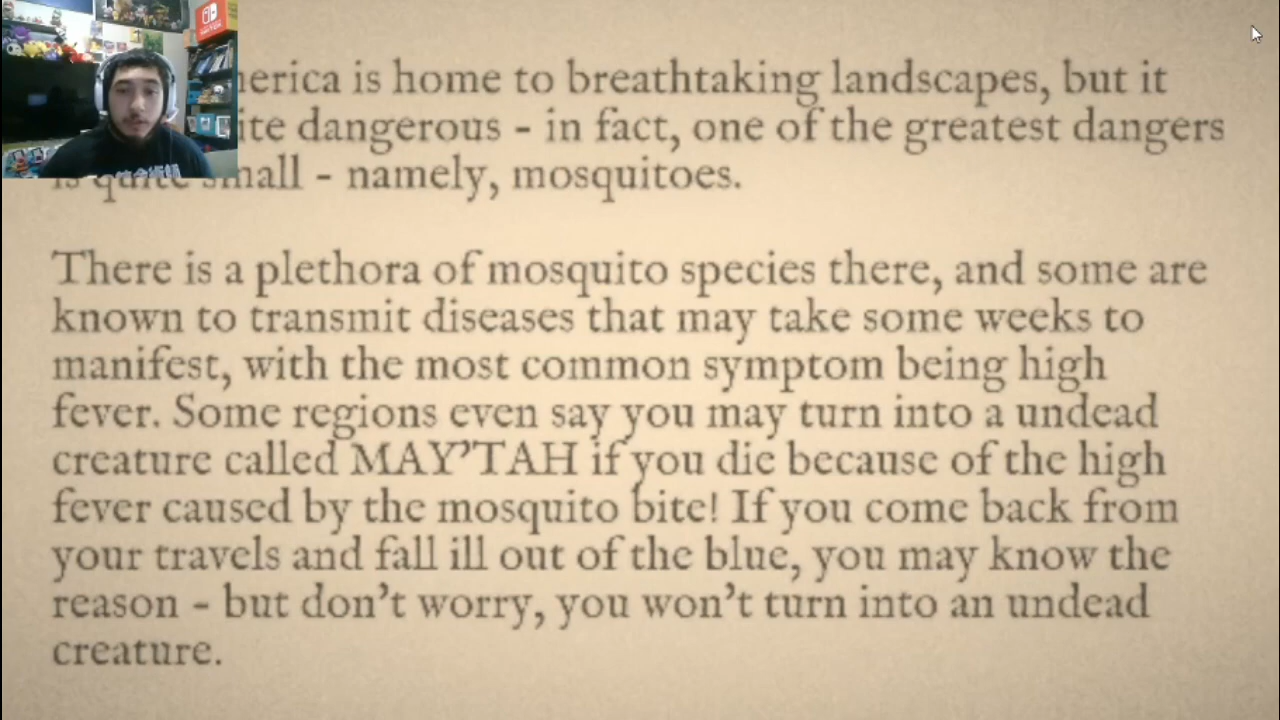 is home to breathtaking landscapes, but it
dangerous - in fact, one of the greatest dangers
is quite small - namely, mosquitoes.
There is a plethora of mosquito species there, and some are
known to transmit diseases that may take some weeks to
manifest, with the most common symptom being high
fever. Some regions even say you may turn into a undead
creature called MAY'TAH if you die because of the high
fever caused by the mosquito bite! If you come back from
your travels and fall ill out of the blue, you may know the
reason - but don't worry, you won't turn into an undead
creature.